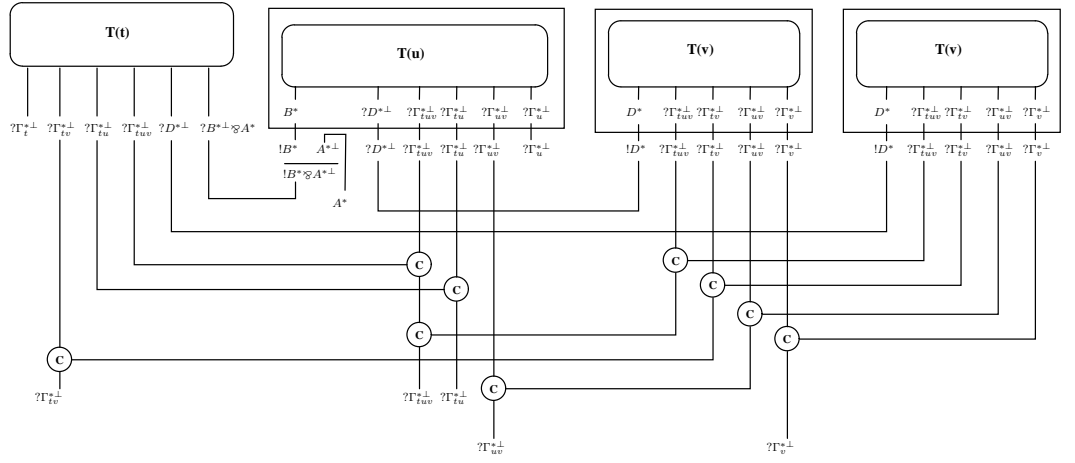 T(t)
T(u)
T(v)
T(v)
B* ?D*⊥ ?Γ*⊥tuv ?Γ*⊥tu ?Γ*⊥uv ?Γ*⊥u
D* ?Γ*⊥tuv ?Γ*⊥tv ?Γ*⊥uv ?Γ*⊥v
D* ?Γ*⊥tuv ?Γ*⊥tv ?Γ*⊥uv ?Γ*⊥v
?Γ*⊥t ?Γ*⊥tv ?Γ*⊥tu ?Γ*⊥tuv ?D*⊥ ?B*⊥⅋A*
!B* A*⊥ ?D*⊥ ?Γ*⊥tuv ?Γ*⊥tu ?Γ*⊥uv ?Γ*⊥u
!D* ?Γ*⊥tuv ?Γ*⊥tv ?Γ*⊥uv ?Γ*⊥v
!D* ?Γ*⊥tuv ?Γ*⊥tv ?Γ*⊥uv ?Γ*⊥v
!B*⅋A*⊥
A*
C
C
C
C
C
C
C
C
C
?Γ*⊥tv ?Γ*⊥tuv ?Γ*⊥tu
?Γ*⊥uv ?Γ*⊥v